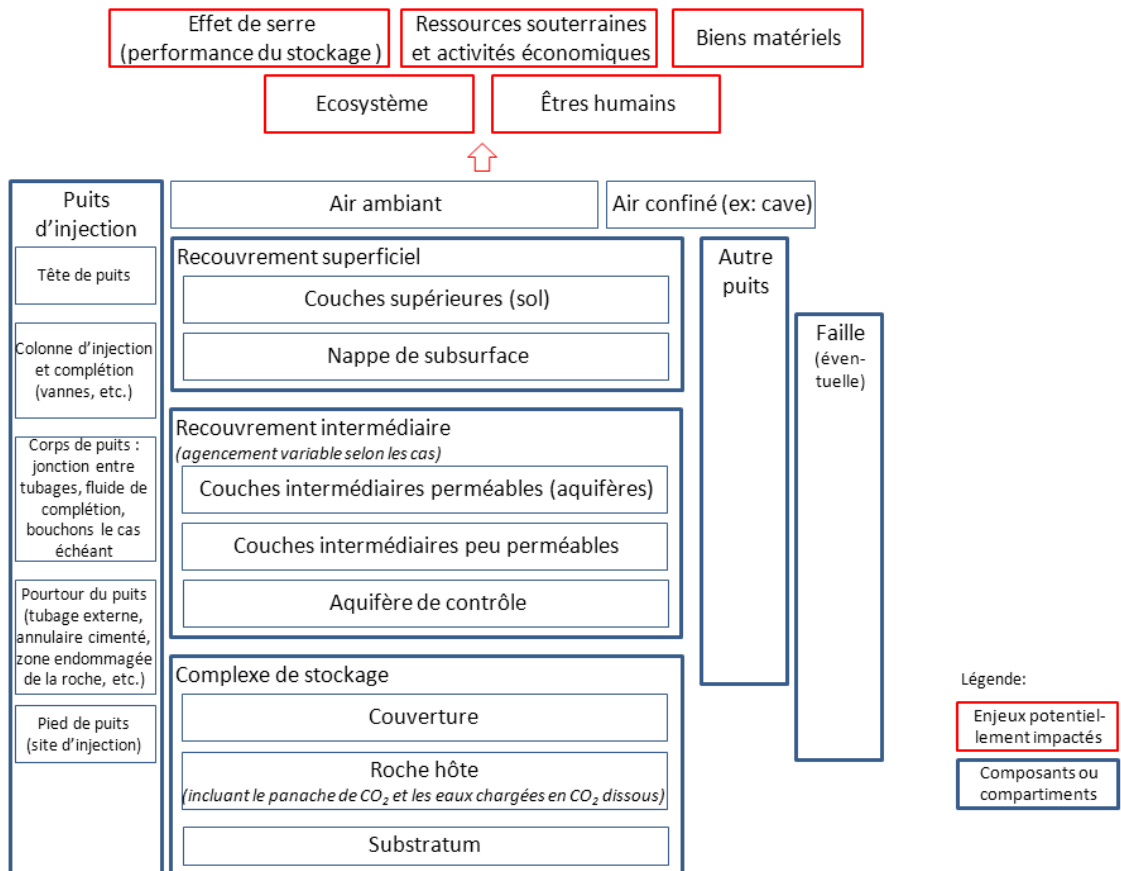 Effet de serre
(performance du stockage )
Ressources souterraines
et activités économiques
Biens matériels
Ecosystème
Êtres humains
Puits
d’injection
Tête de puits
Colonne d’injection
et complétion
(vannes, etc.)
Corps de puits :
jonction entre
tubages, fluide de
complétion,
bouchons le cas
échéant
Pourtour du puits
(tubage externe,
annulaire cimenté,
zone endommagée
de la roche, etc.)
Pied de puits
(site d’injection)
Air ambiant
Air confiné (ex: cave)
Recouvrement superficiel
Couches supérieures (sol)
Nappe de subsurface
Recouvrement intermédiaire
(agencement variable selon les cas)
Couches intermédiaires perméables (aquifères)
Couches intermédiaires peu perméables
Aquifère de contrôle
Complexe de stockage
Couverture
Roche hôte
(incluant le panache de CO₂ et les eaux chargées en CO₂ dissous)
Substratum
Autre
puits
Faille
(éven-
tuelle)
Légende:
Enjeux potentiel-
lement impactés
Composants ou
compartiments